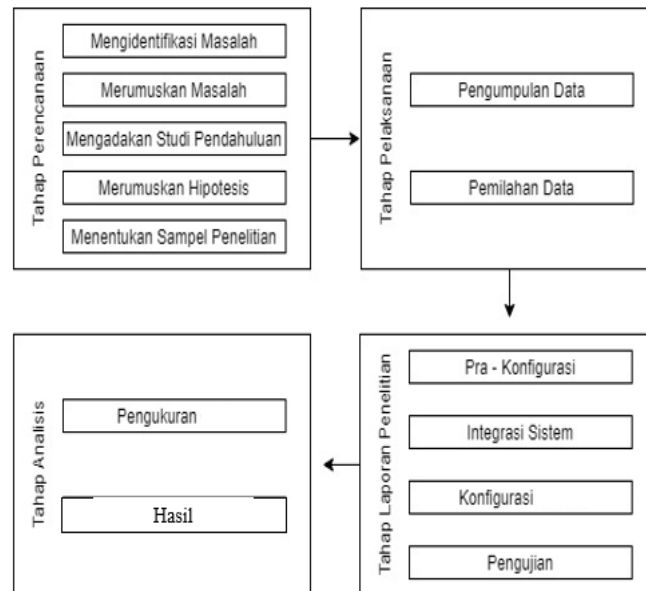 Tahap Perencanaan
Mengidentifikasi Masalah
Merumuskan Masalah
Mengadakan Studi Pendahuluan
Merumuskan Hipotesis
Menentukan Sampel Penelitian
Tahap Pelaksanaan
Pengumpulan Data
Pemilahan Data
Tahap Laporan Penelitian
Pra - Konfigurasi
Integrasi Sistem
Konfigurasi
Pengujian
Tahap Analisis
Pengukuran
Hasil